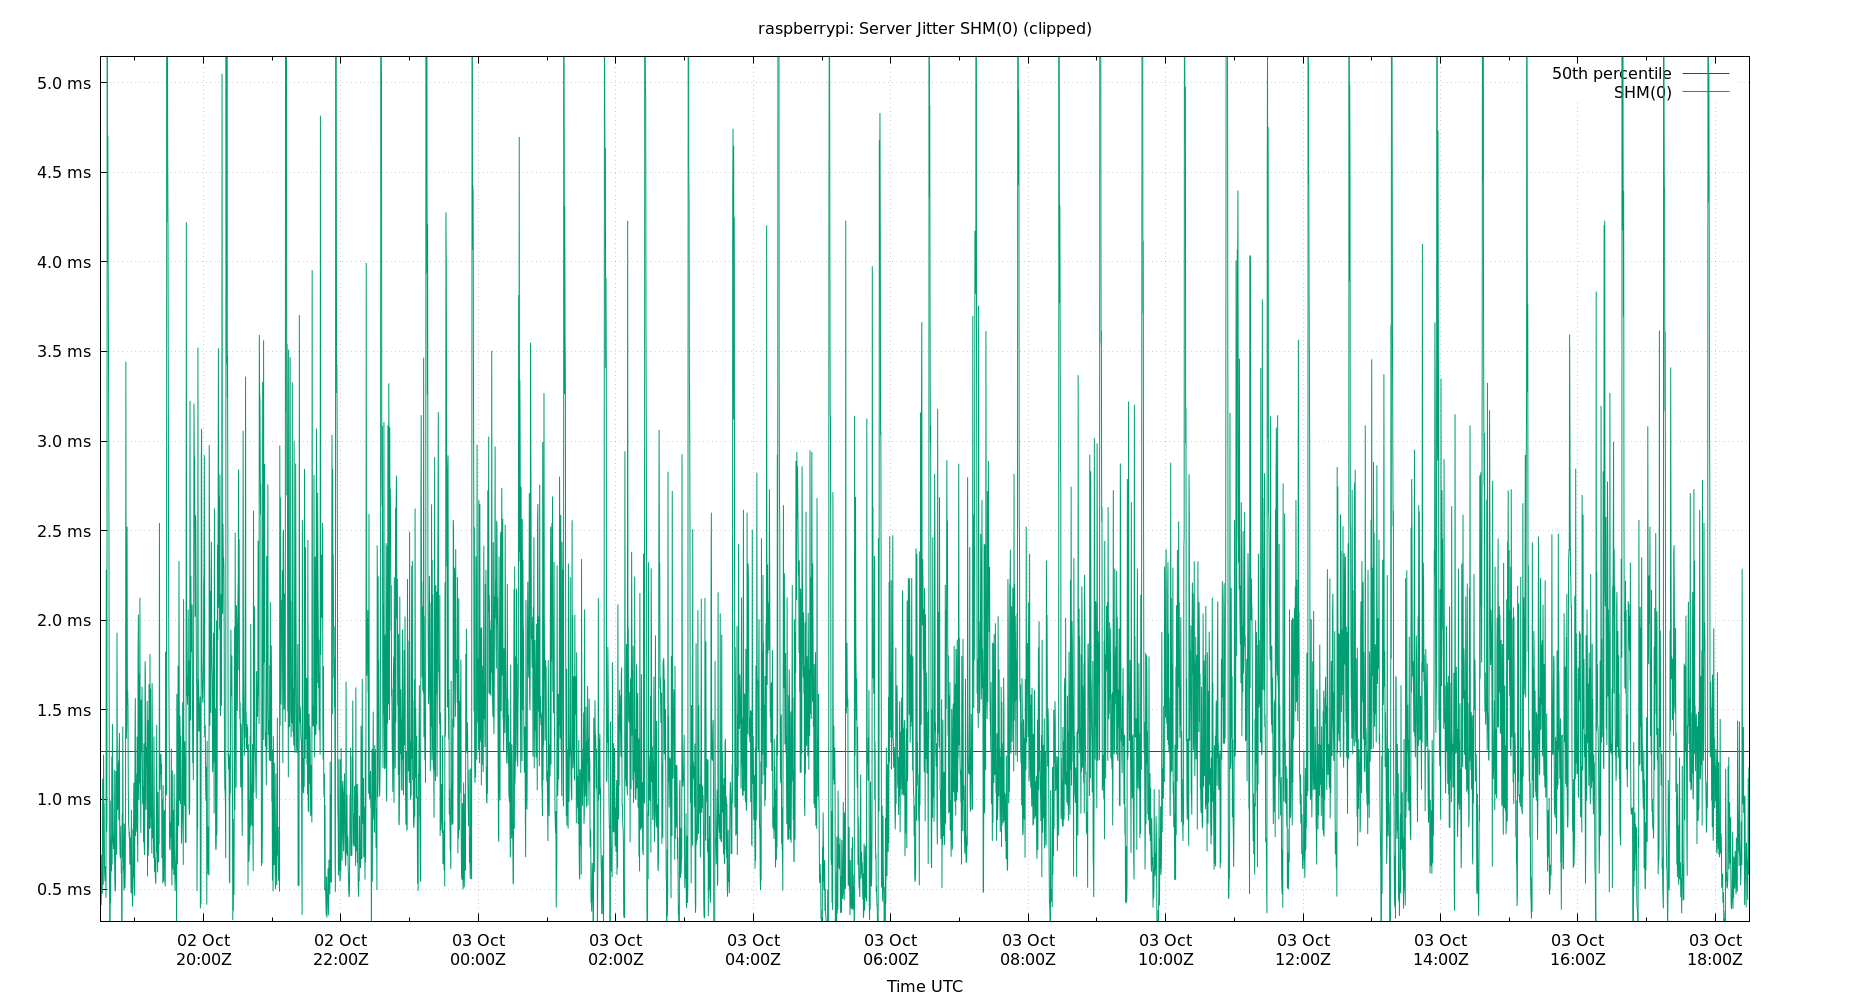 raspberrypi: Server Jitter SHM(0) (clipped)
50th percentile
SHM(0)
5.0 ms
4.5 ms
4.0 ms
3.5 ms
3.0 ms
2.5 ms
2.0 ms
1.5 ms
1.0 ms
0.5 ms
02 Oct 02 Oct 03 Oct 03 Oct 03 Oct 03 Oct 03 Oct 03 Oct 03 Oct 03 Oct 03 Oct 03 Oct
20:00Z 22:00Z 00:00Z 02:00Z 04:00Z 06:00Z 08:00Z 10:00Z 12:00Z 14:00Z 16:00Z 18:00Z
Time UTC